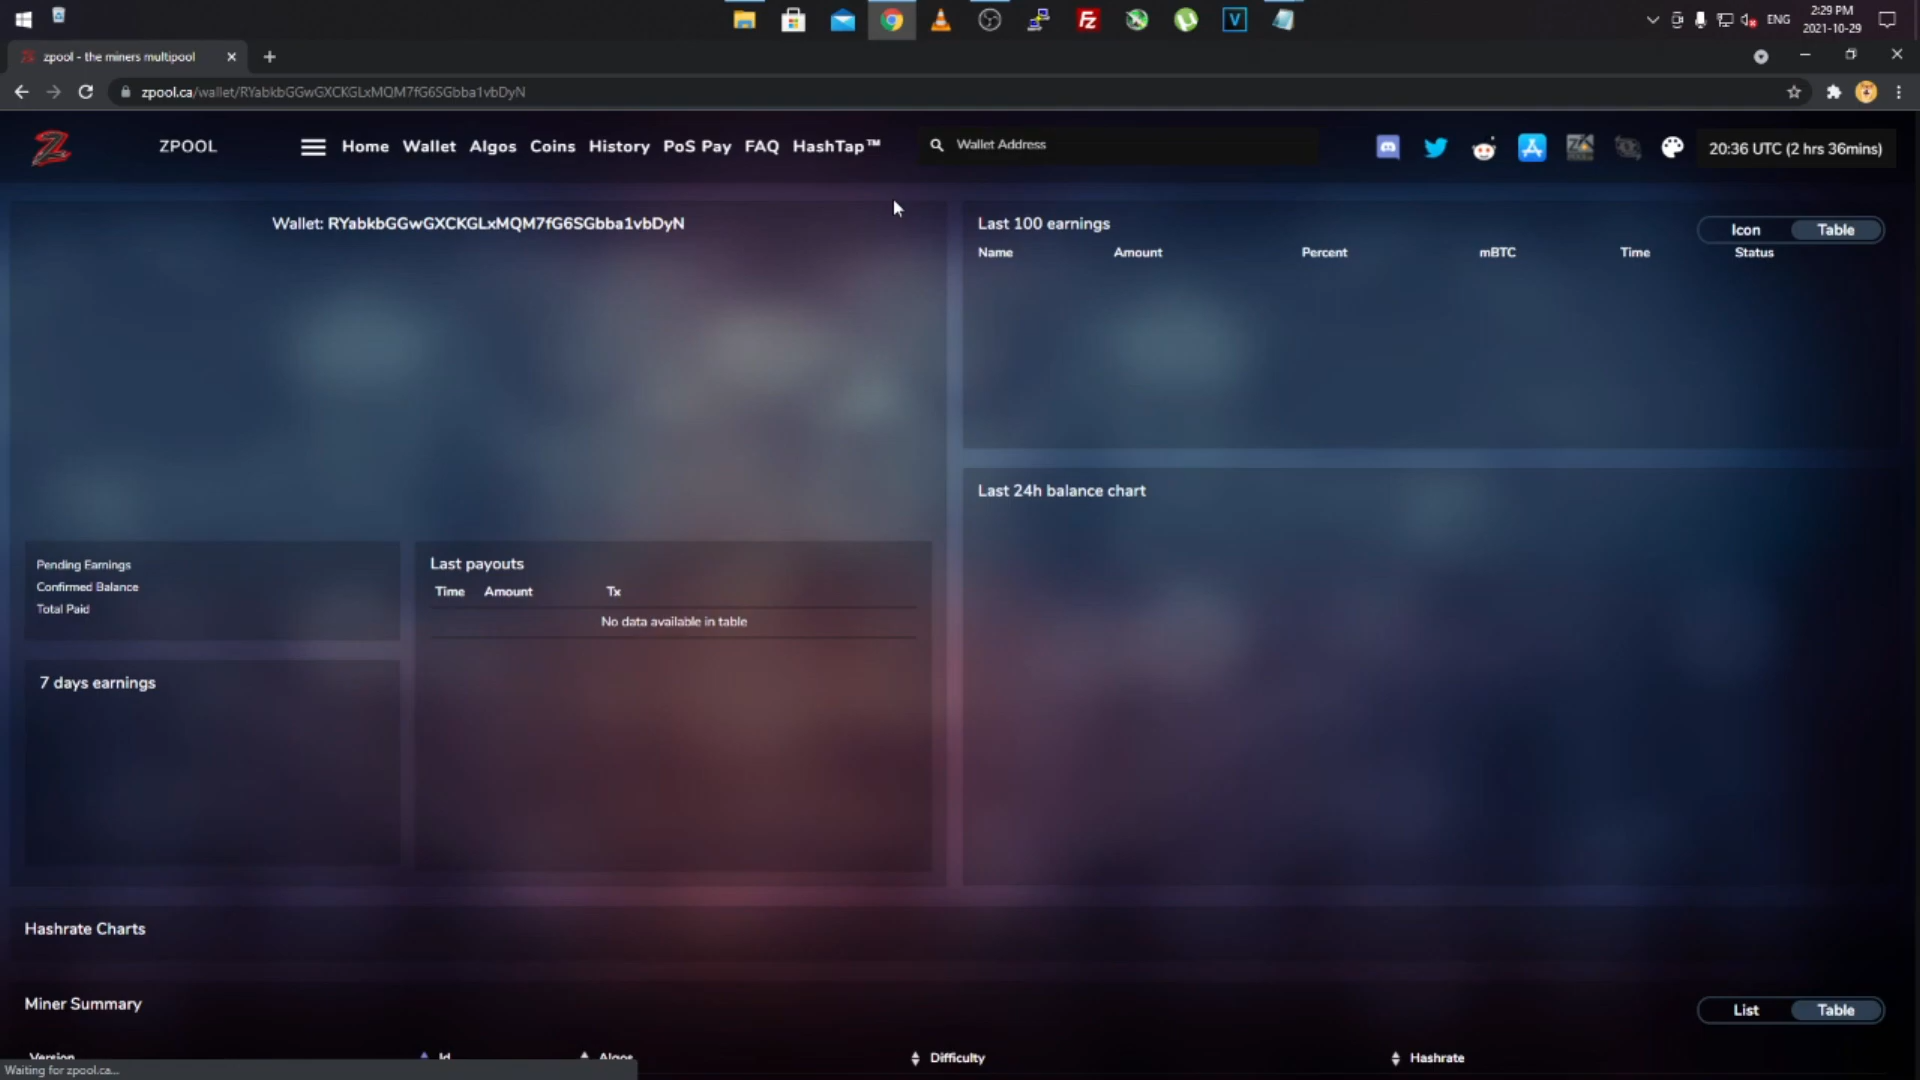 ENG
2:29 PM
2021-10-29
zpool - the miners multipool
zpool.ca/wallet/RYabkbGGwGXCKGLxMQM7fG6SGbba1vbDyN
ZPOOL
Home Wallet Algos Coins History PoS Pay FAQ HashTap™
Wallet Address
20:36 UTC (2 hrs 36mins)
Wallet: RYabkbGGwGXCKGLxMQM7fG6SGbba1vbDyN
Last 100 earnings
Icon Table
Name Amount Percent mBTC Time Status
Last 24h balance chart
Pending Earnings
Confirmed Balance
Total Paid
Last payouts
Time Amount Tx
No data available in table
7 days earnings
Hashrate Charts
Miner Summary
List Table
Version Id Algos Difficulty Hashrate
Waiting for zpool.ca...